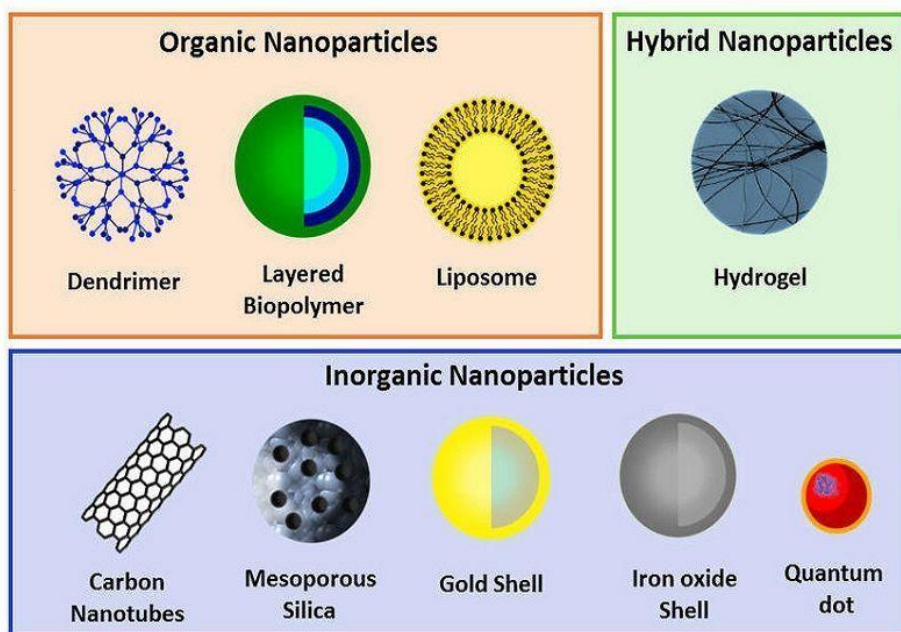 Organic Nanoparticles
Dendrimer
Layered
Biopolymer
Liposome
Hybrid Nanoparticles
Hydrogel
Inorganic Nanoparticles
Carbon
Nanotubes
Mesoporous
Silica
Gold Shell
Iron oxide
Shell
Quantum
dot